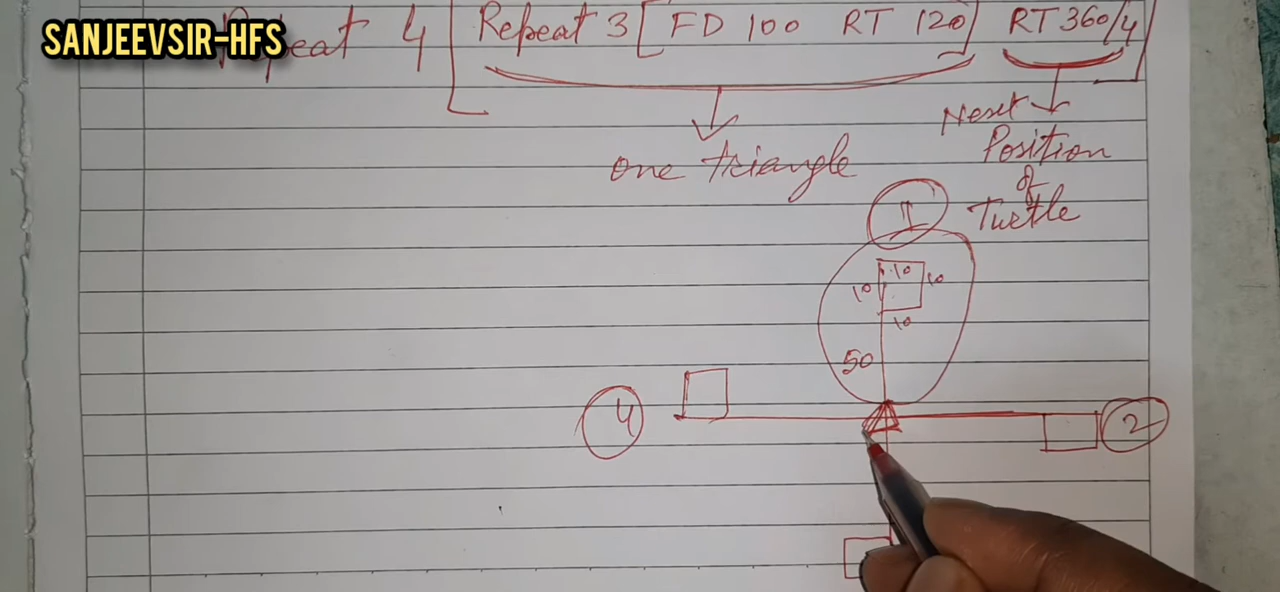 SANJEEVSIR-HFS
Repeat 4 [ Repeat 3 [ FD 100 RT 120 ] RT 360/4 ]
one triangle
Next
Position
of
Turtle
1
10
10 10
10
50
4
2